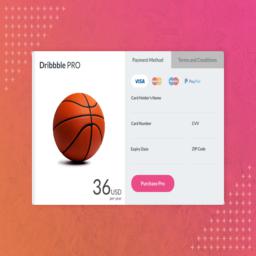 Dribbble PRO
36 USD
per year
Payment Method
Terms and Conditions
VISA
PayPal
Card Holder's Name
Card Number
CVV
Expiry Date
ZIP Code
Purchase Pro